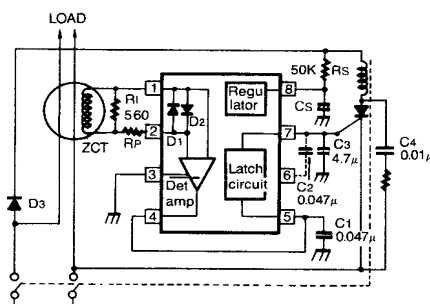 LOAD
50K
RS
1
8
RI
560
Regu
lator
D2
CS
D1
2
7
RP
ZCT
C4
0.01μ
Latch
circuit
C3
4.7μ
3
Det
amp
6
C2
0.047μ
D3
4
5
C1
0.047μ